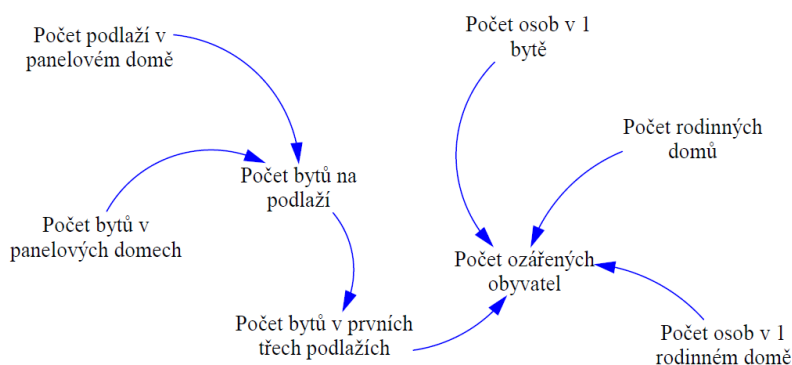 Počet podlaží v
panelovém domě
Počet osob v 1
bytě
Počet rodinných
domů
Počet bytů na
podlaží
Počet bytů v
panelových domech
Počet ozářených
obyvatel
Počet bytů v prvních
třech podlažích
Počet osob v 1
rodinném domě